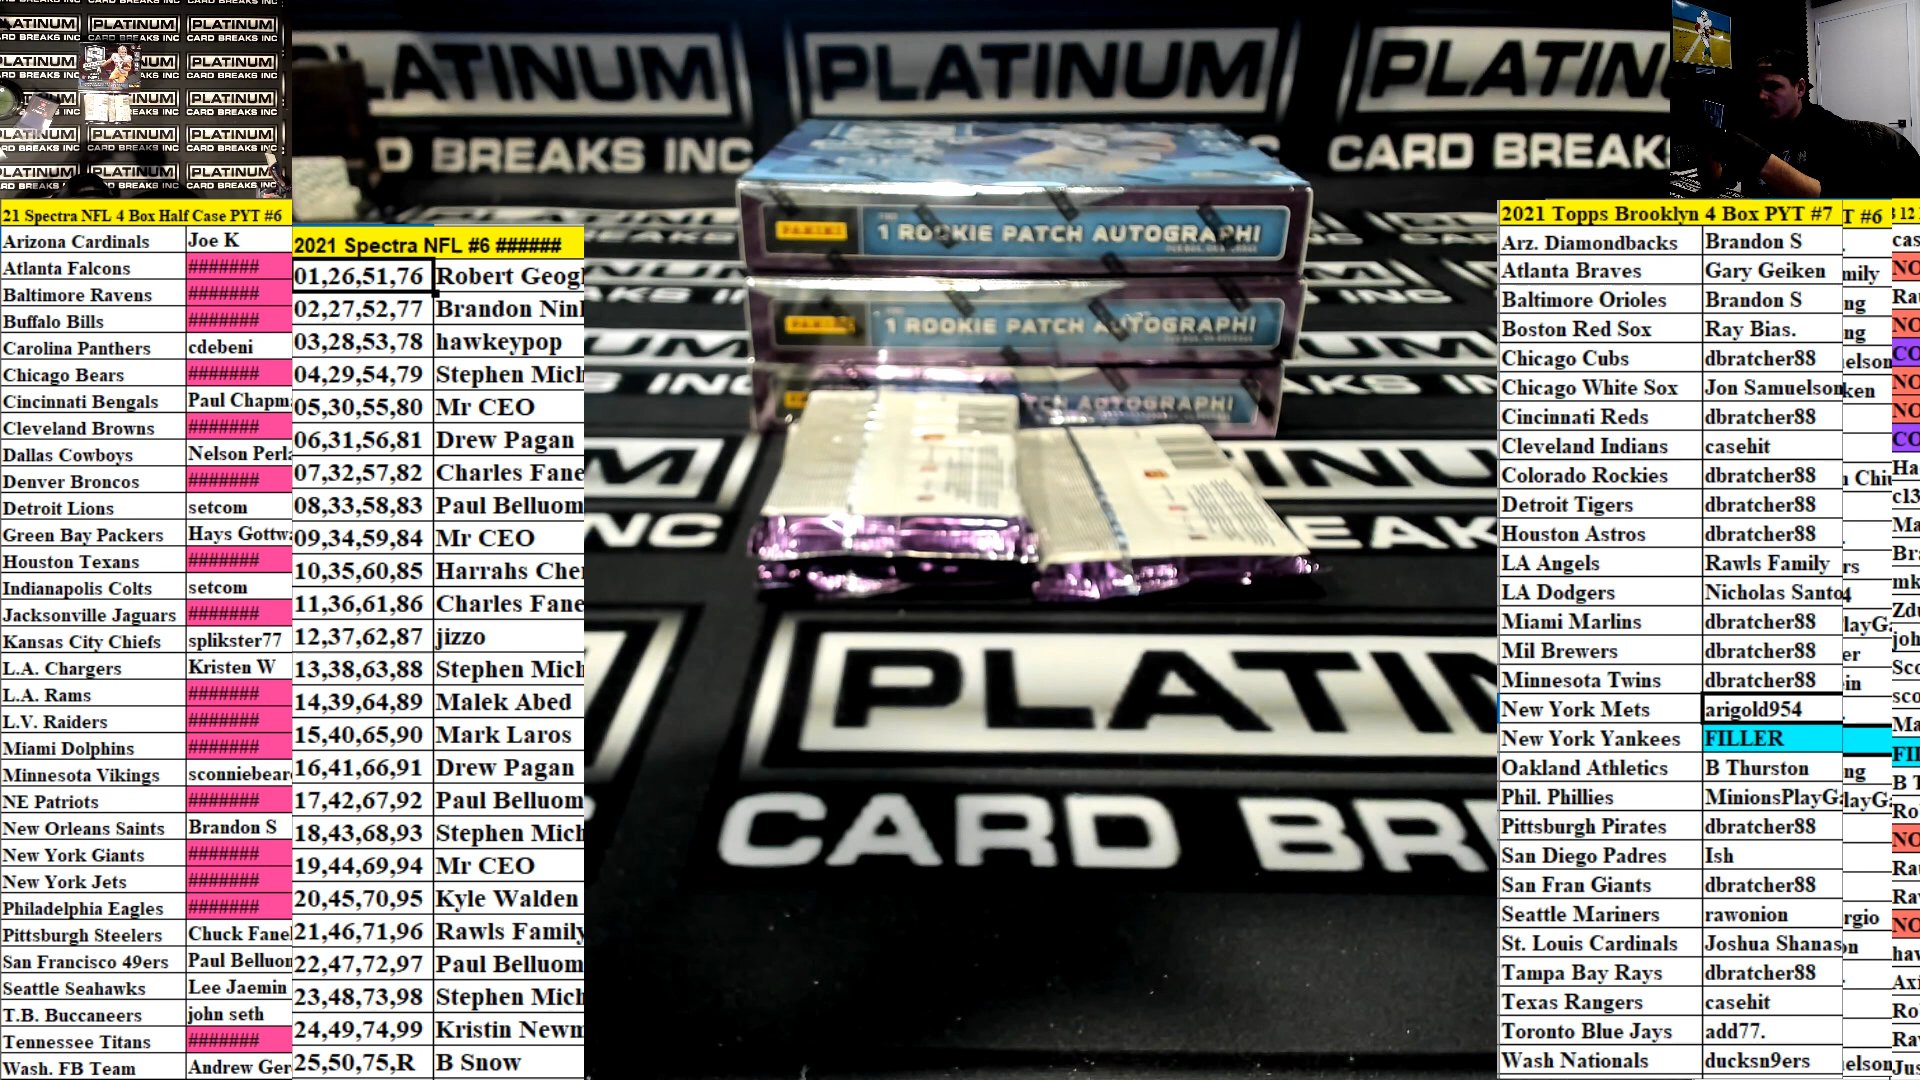 PLATINUM
CARD BREAKS INC
PLATINUM
CARD BREAKS INC
21 Spectra NFL 4 Box Half Case PYT #6
Arizona Cardinals Joe K
Atlanta Falcons #######
Baltimore Ravens #######
Buffalo Bills #######
Carolina Panthers cdebeni
Chicago Bears #######
Cincinnati Bengals Paul Chapm
Cleveland Browns #######
Dallas Cowboys Nelson Perla
Denver Broncos #######
Detroit Lions setcom
Green Bay Packers Hays Gottwa
Houston Texans #######
Indianapolis Colts setcom
Jacksonville Jaguars #######
Kansas City Chiefs splikster77
L.A. Chargers Kristen W
L.A. Rams #######
L.V. Raiders #######
Miami Dolphins #######
Minnesota Vikings sconniebear
NE Patriots #######
New Orleans Saints Brandon S
New York Giants #######
New York Jets #######
Philadelphia Eagles #######
Pittsburgh Steelers Chuck Fanel
San Francisco 49ers Paul Belluom
Seattle Seahawks Lee Jaemin
T.B. Buccaneers john seth
Tennessee Titans #######
Wash. FB Team Andrew Ger
2021 Spectra NFL #6 ######
01,26,51,76 Robert Geogh
02,27,52,77 Brandon Nin
03,28,53,78 hawkeypop
04,29,54,79 Stephen Mich
05,30,55,80 Mr CEO
06,31,56,81 Drew Pagan
07,32,57,82 Charles Fane
08,33,58,83 Paul Belluom
09,34,59,84 Mr CEO
10,35,60,85 Harrahs Cher
11,36,61,86 Charles Fane
12,37,62,87 jizzo
13,38,63,88 Stephen Mich
14,39,64,89 Malek Abed
15,40,65,90 Mark Laros
16,41,66,91 Drew Pagan
17,42,67,92 Paul Belluom
18,43,68,93 Stephen Mich
19,44,69,94 Mr CEO
20,45,70,95 Kyle Walden
21,46,71,96 Rawls Family
22,47,72,97 Paul Belluom
23,48,73,98 Stephen Mich
24,49,74,99 Kristin Newm
25,50,75,R B Snow
PANINI 1 ROOKIE PATCH AUTOGRAPH!
1 ROOKIE PATCH AUTOGRAPH!
AUTOGRAPH!
PLATIN
CARD BR
2021 Topps Brooklyn 4 Box PYT #7
Arz. Diamondbacks Brandon S
Atlanta Braves Gary Geiken
Baltimore Orioles Brandon S
Boston Red Sox Ray Bias.
Chicago Cubs dbratcher88
Chicago White Sox Jon Samuelson
Cincinnati Reds dbratcher88
Cleveland Indians casehit
Colorado Rockies dbratcher88
Detroit Tigers dbratcher88
Houston Astros dbratcher88
LA Angels Rawls Family
LA Dodgers Nicholas Santo
Miami Marlins dbratcher88
Mil Brewers dbratcher88
Minnesota Twins dbratcher88
New York Mets arigold954
New York Yankees FILLER
Oakland Athletics B Thurston
Phil. Phillies MinionsPlayGa
Pittsburgh Pirates dbratcher88
San Diego Padres Ish
San Fran Giants dbratcher88
Seattle Mariners rawonion
St. Louis Cardinals Joshua Shanas
Tampa Bay Rays dbratcher88
Texas Rangers casehit
Toronto Blue Jays add77.
Wash Nationals ducksn9ers